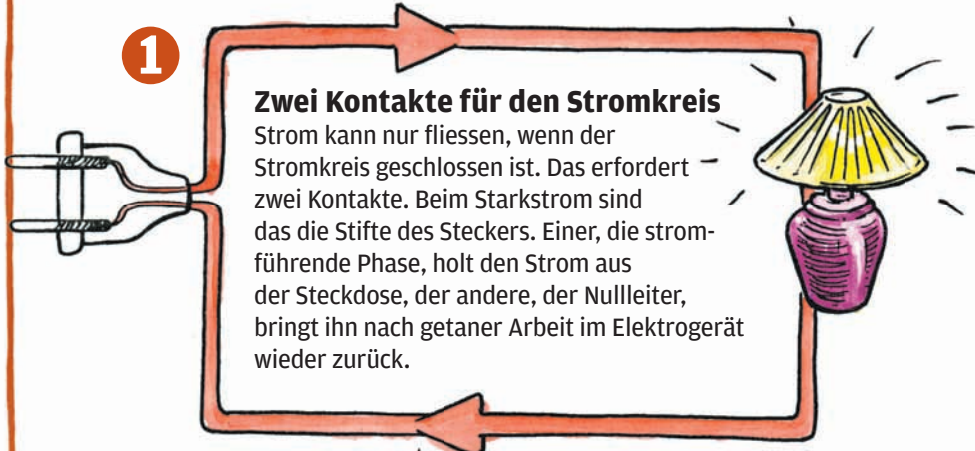 1
Zwei Kontakte für den Stromkreis
Strom kann nur fliessen, wenn der
Stromkreis geschlossen ist. Das erfordert
zwei Kontakte. Beim Starkstrom sind
das die Stifte des Steckers. Einer, die strom-
führende Phase, holt den Strom aus
der Steckdose, der andere, der Nullleiter,
bringt ihn nach getaner Arbeit im Elektrogerät
wieder zurück.